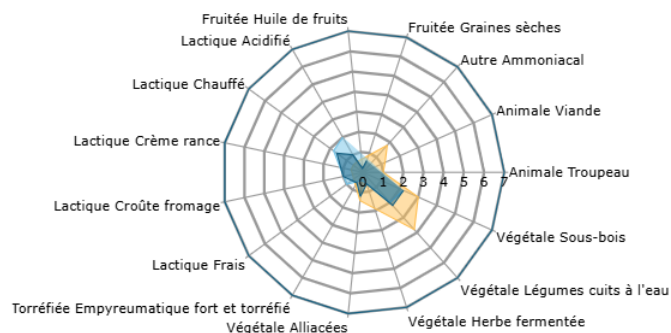 Fruitée Huile de fruits
Fruitée Graines sèches
Lactique Acidifié
Autre Ammoniacal
Lactique Chauffé
Animale Viande
Lactique Crème rance
Animale Troupeau
0 1 2 3 4 5 6 7
Lactique Croûte fromage
Végétale Sous-bois
Lactique Frais
Végétale Légumes cuits à l'eau
Torréfiée Empyreumatique fort et torréfié
Végétale Herbe fermentée
Végétale Alliacées